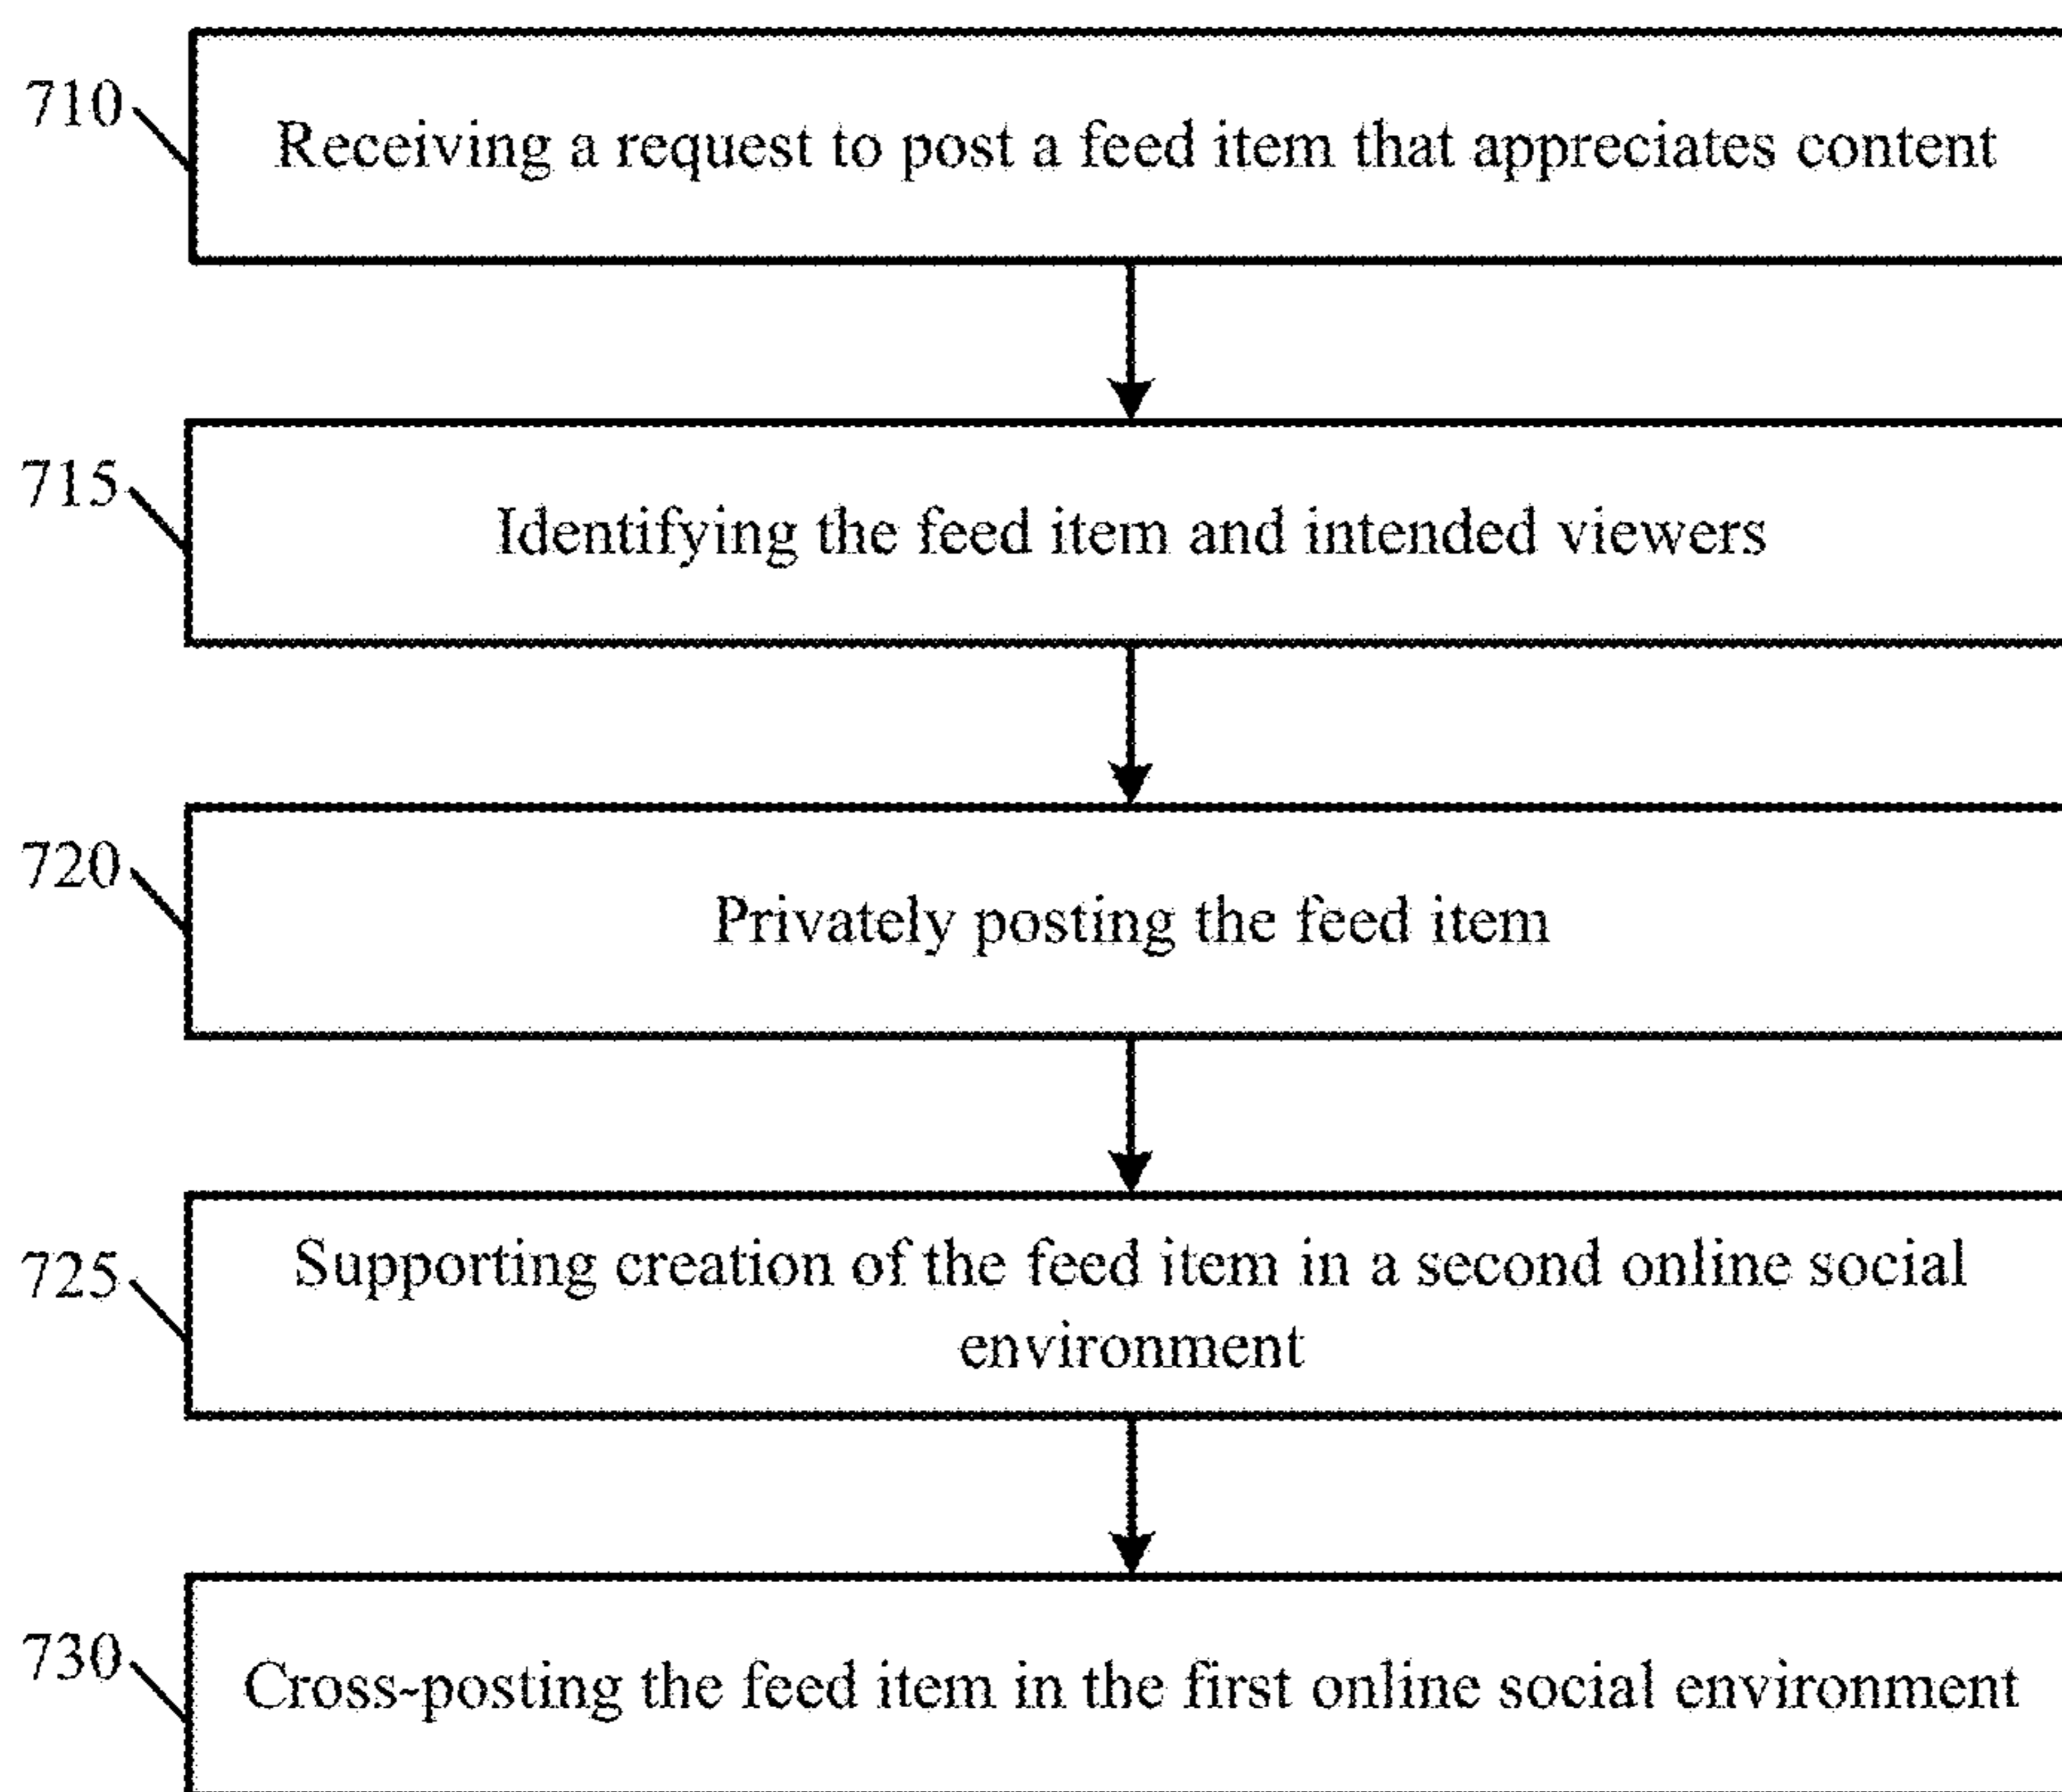 710
Receiving a request to post a feed item that appreciates content
715
Identifying the feed item and intended viewers
720
Privately posting the feed item
725
Supporting creation of the feed item in a second online social
environment
730
Cross-posting the feed item in the first online social environment